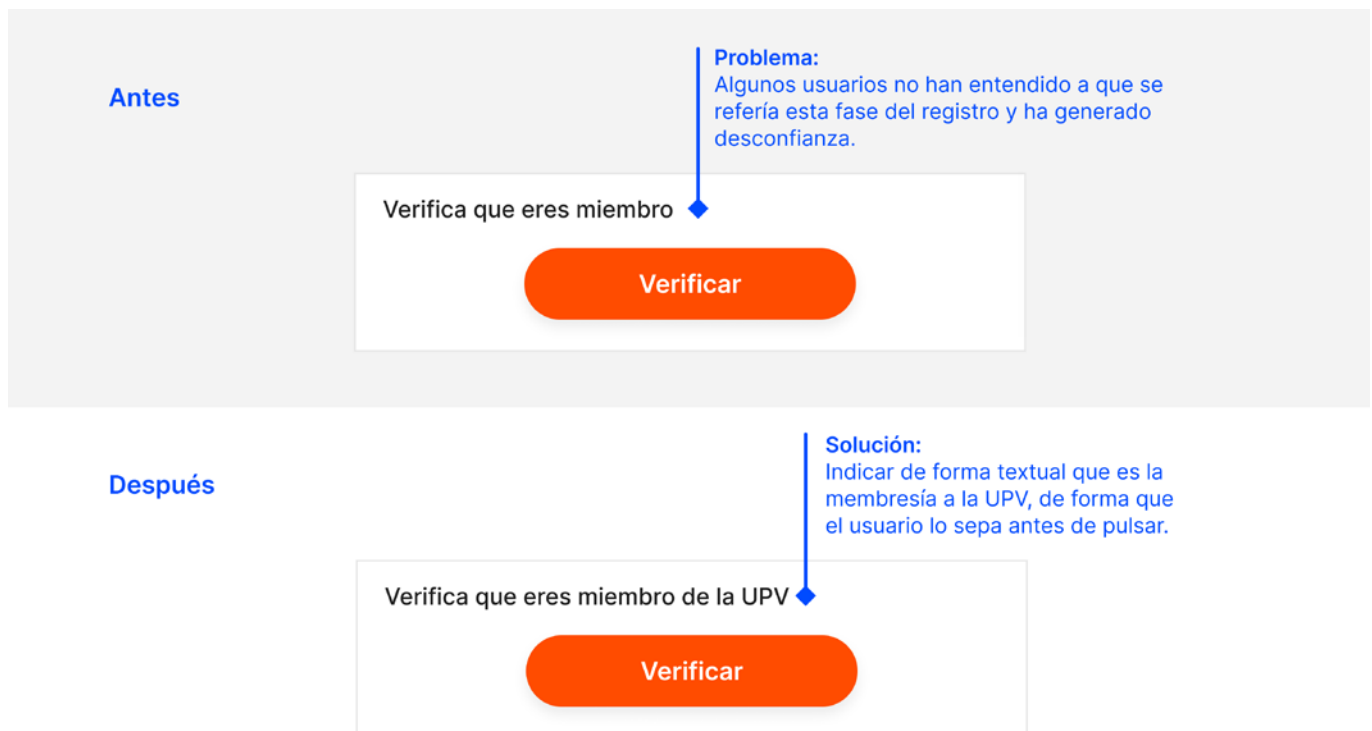 Antes
Problema:
Algunos usuarios no han entendido a que se
refería esta fase del registro y ha generado
desconfianza.
Verifica que eres miembro
Verificar
Después
Solución:
Indicar de forma textual que es la
membresía a la UPV, de forma que
el usuario lo sepa antes de pulsar.
Verifica que eres miembro de la UPV
Verificar